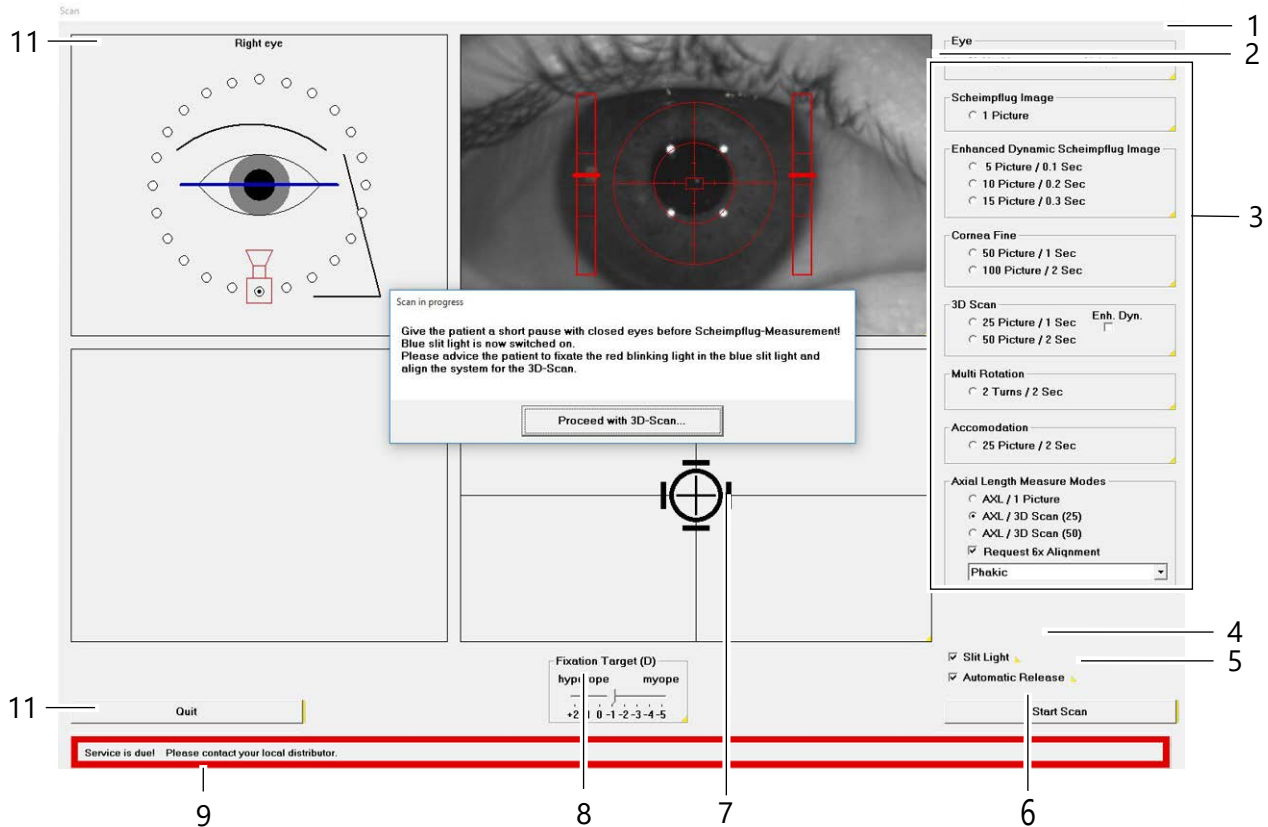 Scan
11
Right eye
1
Eye
2
Scheimpflug Image
1 Picture
Enhanced Dynamic Scheimpflug Image
5 Picture / 0.1 Sec
10 Picture / 0.2 Sec
15 Picture / 0.3 Sec
3
Cornea Fine
50 Picture / 1 Sec
100 Picture / 2 Sec
3D Scan
25 Picture / 1 Sec
Enh. Dyn.
50 Picture / 2 Sec
Multi Rotation
2 Turns / 2 Sec
Accomodation
25 Picture / 2 Sec
Axial Length Measure Modes
AXL / 1 Picture
AXL / 3D Scan (25)
AXL / 3D Scan (50)
Request 6x Alignment
Phakic
Scan in progress
Give the patient a short pause with closed eyes before Scheimpflug-Measurement!
Blue slit light is now switched on.
Please advice the patient to fixate the red blinking light in the blue slit light and
align the system for the 3D-Scan.
Proceed with 3D-Scan...
4
Slit Light
5
Automatic Release
Fixation Target (D)
myope
0 -1 -2 -3 -4 -5
11
Quit
Start Scan
Service is due! Please contact your local distributor.
9
8
7
6